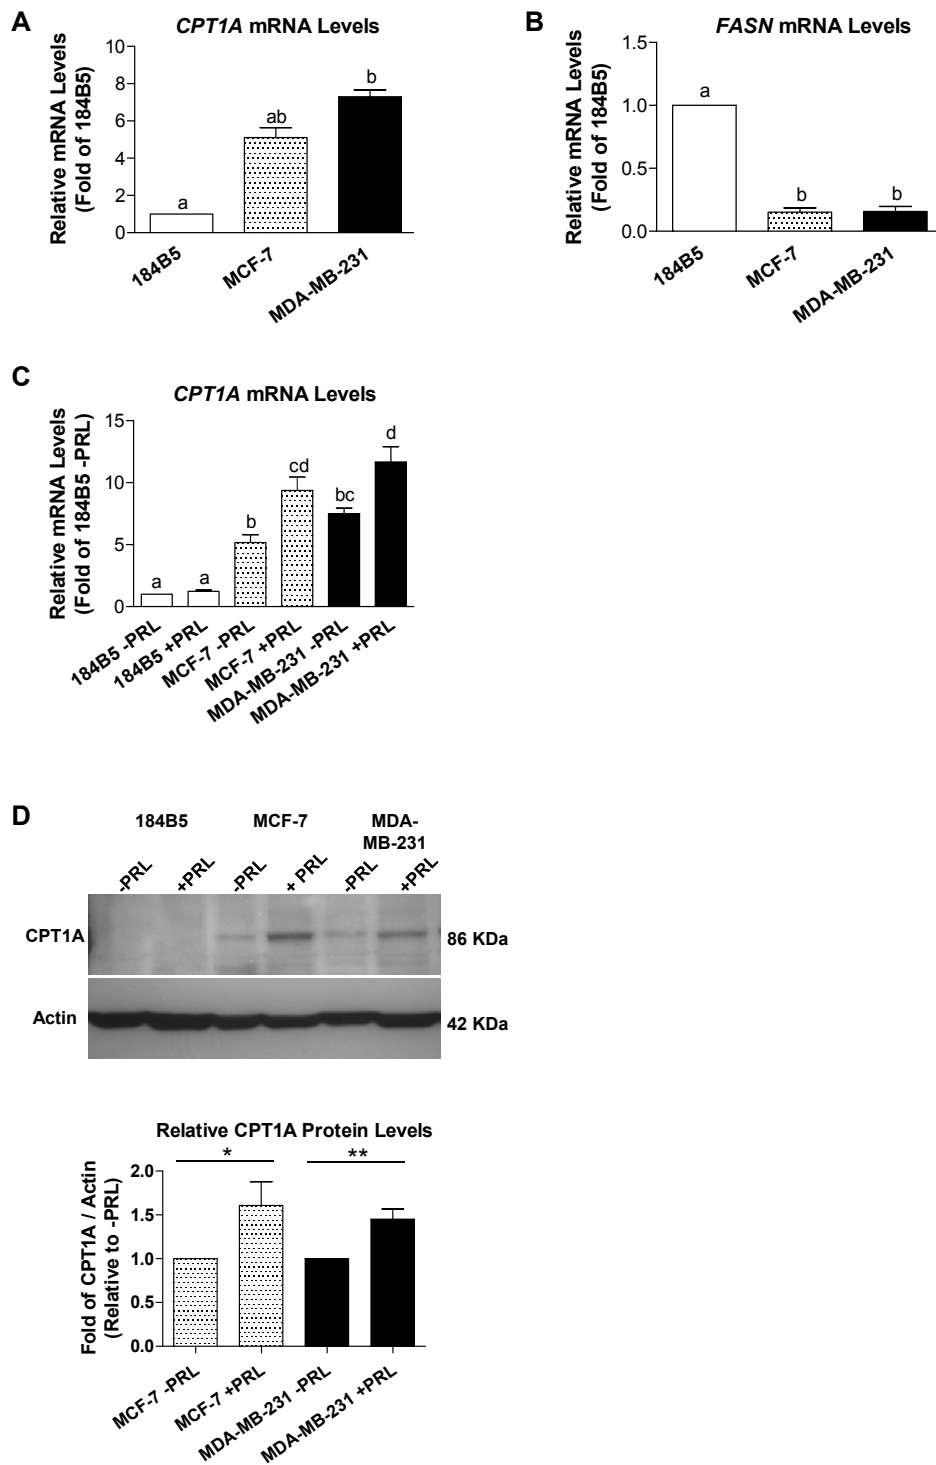 A
CPT1A mRNA Levels
Relative mRNA Levels
(Fold of 184B5)
10
8
6
4
2
0
a
ab
b
184B5
MCF-7
MDA-MB-231
B
FASN mRNA Levels
Relative mRNA Levels
(Fold of 184B5)
1.5
1.0
0.5
0.0
a
b
b
184B5
MCF-7
MDA-MB-231
C
CPT1A mRNA Levels
Relative mRNA Levels
(Fold of 184B5 -PRL)
15
10
5
0
a
a
b
cd
bc
d
184B5 -PRL
184B5 +PRL
MCF-7 -PRL
MCF-7 +PRL
MDA-MB-231 -PRL
MDA-MB-231 +PRL
D
184B5
MCF-7
MDA-
MB-231
-PRL
+PRL
-PRL
+ PRL
-PRL
+PRL
CPT1A
86 KDa
Actin
42 KDa
Relative CPT1A Protein Levels
Fold of CPT1A / Actin
(Relative to -PRL)
2.0
1.5
1.0
0.5
0.0
*
**
MCF-7 -PRL
MCF-7 +PRL
MDA-MB-231 -PRL
MDA-MB-231 +PRL